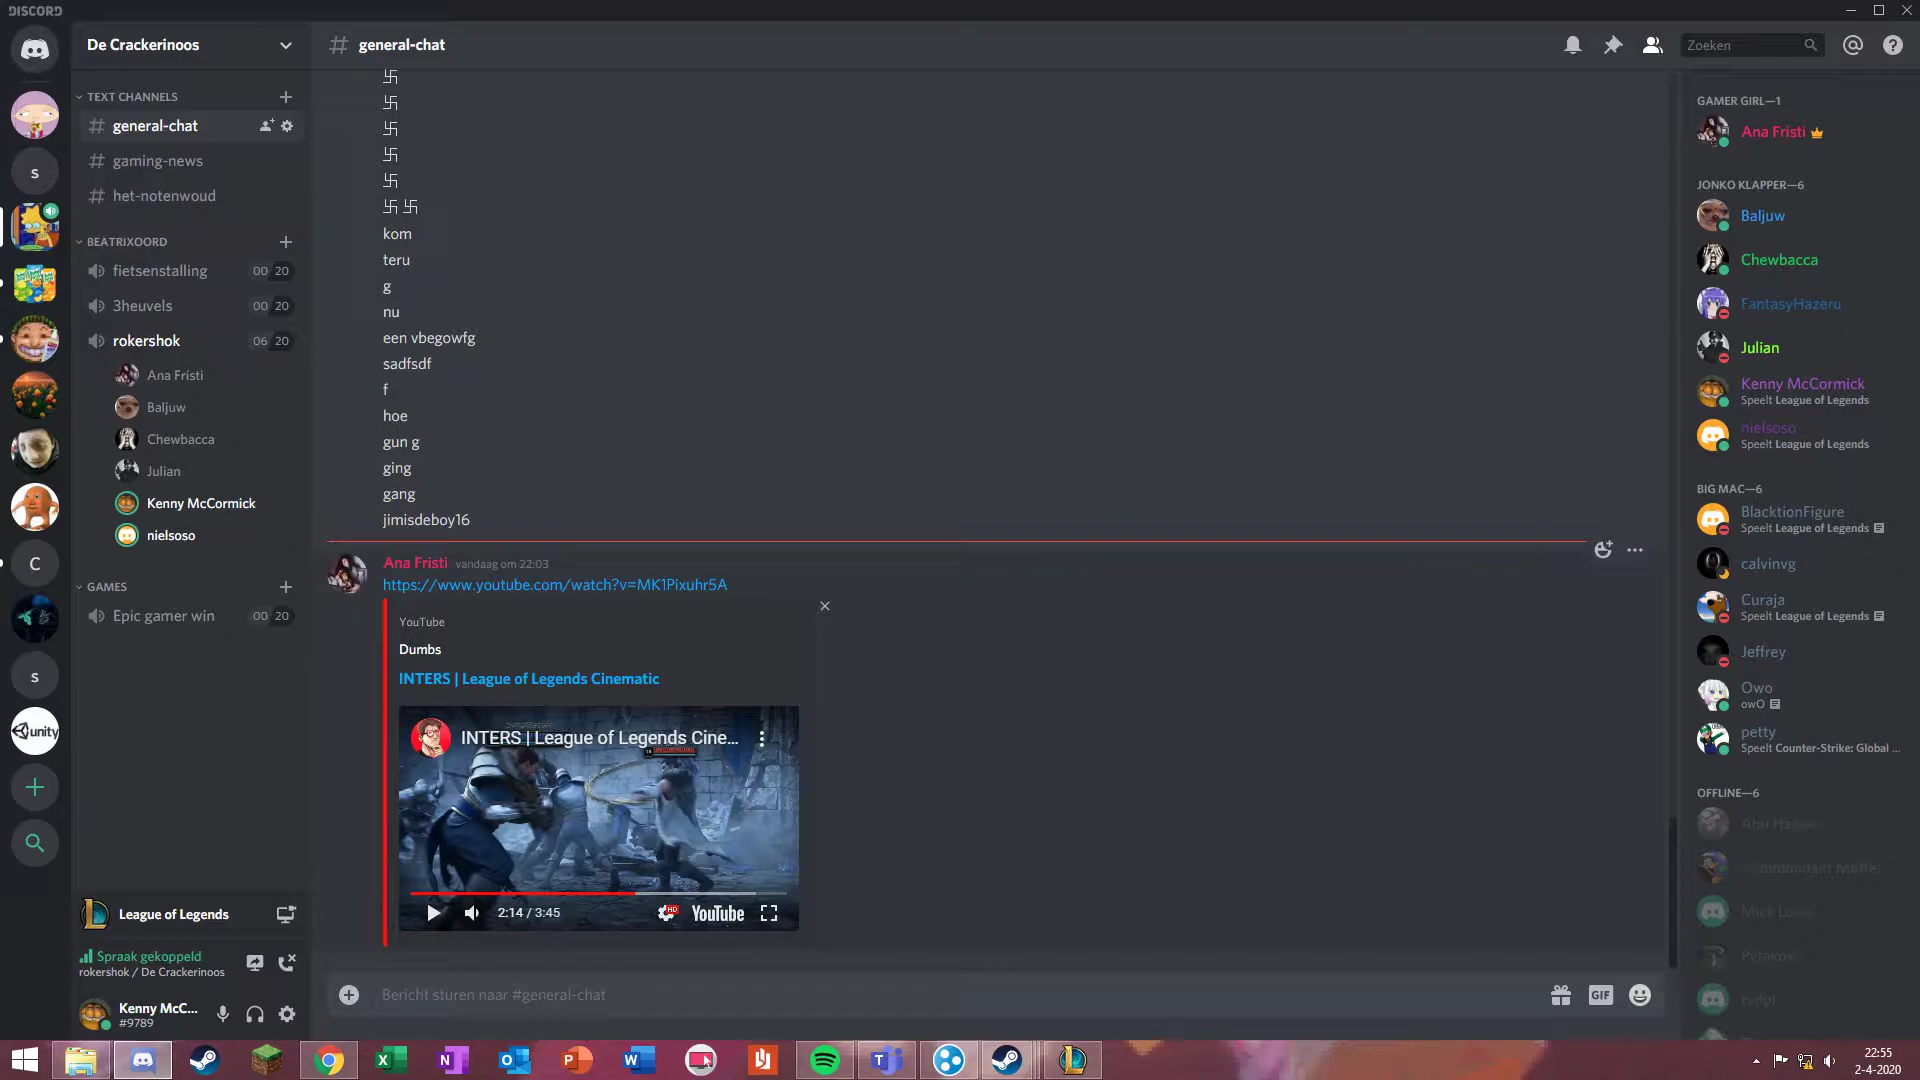 DISCORD
De Crackerinoos
general-chat
Zoeken
TEXT CHANNELS
general-chat
gaming-news
het-notenwoud
BEATRIXOORD
fietsenstalling 00 20
3heuvels 00 20
rokershok 06 20
Ana Fristi
Baljuw
Chewbacca
Julian
Kenny McCormick
nielsoso
GAMES
Epic gamer win 00 20
S
C
S
unity
League of Legends
Spraak gekoppeld
rokershok / De Crackerinoos
Kenny McC...
#9789
卐
卐
卐
卐
卐
卐 卐
kom
teru
g
nu
een vbegowfg
sadfsdf
f
hoe
gun g
ging
gang
jimisdeboy16
Ana Fristi vandaag om 22:03
https://www.youtube.com/watch?v=MK1Pixuhr5A
YouTube
Dumbs
INTERS | League of Legends Cinematic
INTERS | League of Legends Cine...
2:14 / 3:45
HD
YouTube
Bericht sturen naar #general-chat
GIF
GAMER GIRL—1
Ana Fristi
JONKO KLAPPER—6
Baljuw
Chewbacca
FantasyHazeru
Julian
Kenny McCormick
Speelt League of Legends
nielsoso
Speelt League of Legends
BIG MAC—6
BlacktionFigure
Speelt League of Legends
calvinvg
Curaja
Speelt League of Legends
Jeffrey
Owo
owO
petty
Speelt Counter-Strike: Global ...
OFFLINE—6
22:55
2-4-2020